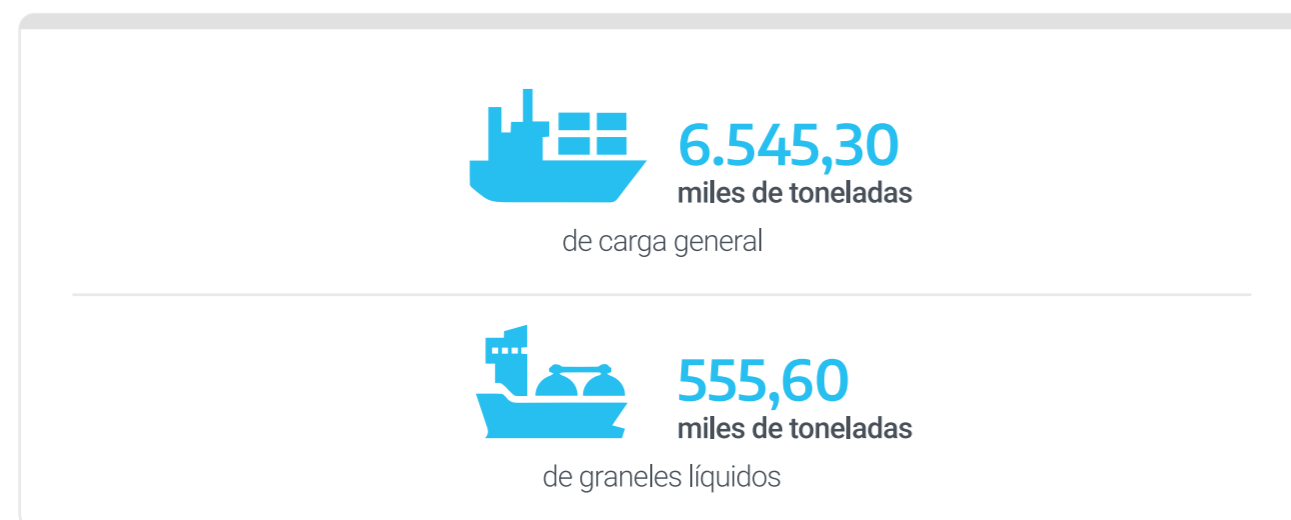 6.545,30
miles de toneladas
de carga general
555,60
miles de toneladas
de graneles líquidos